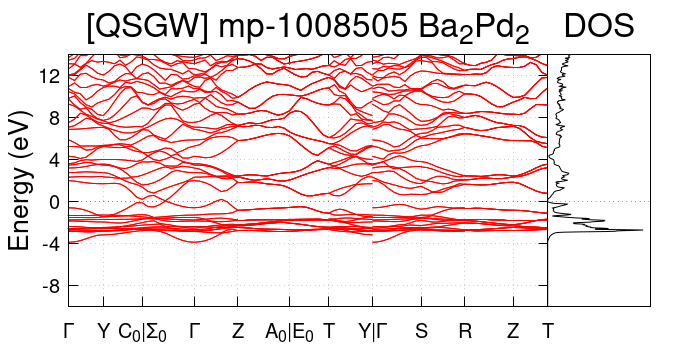 [QSGW] mp-1008505 Ba₂Pd₂ DOS
Energy (eV)
12
8
4
0
-4
-8
Γ Y C₀|Σ₀ Γ Z A₀|E₀ T Y|Γ S R Z T